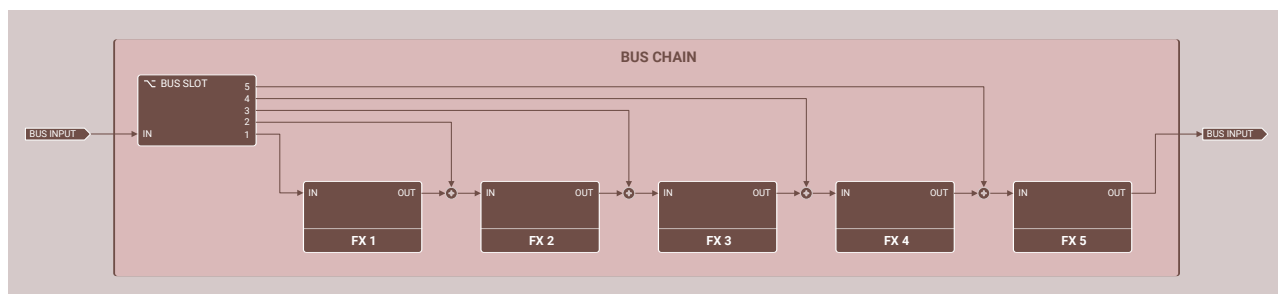 BUS CHAIN
BUS SLOT
5
4
3
2
IN 1
BUS INPUT
BUS INPUT
IN OUT
FX 1
IN OUT
FX 2
IN OUT
FX 3
IN OUT
FX 4
IN OUT
FX 5